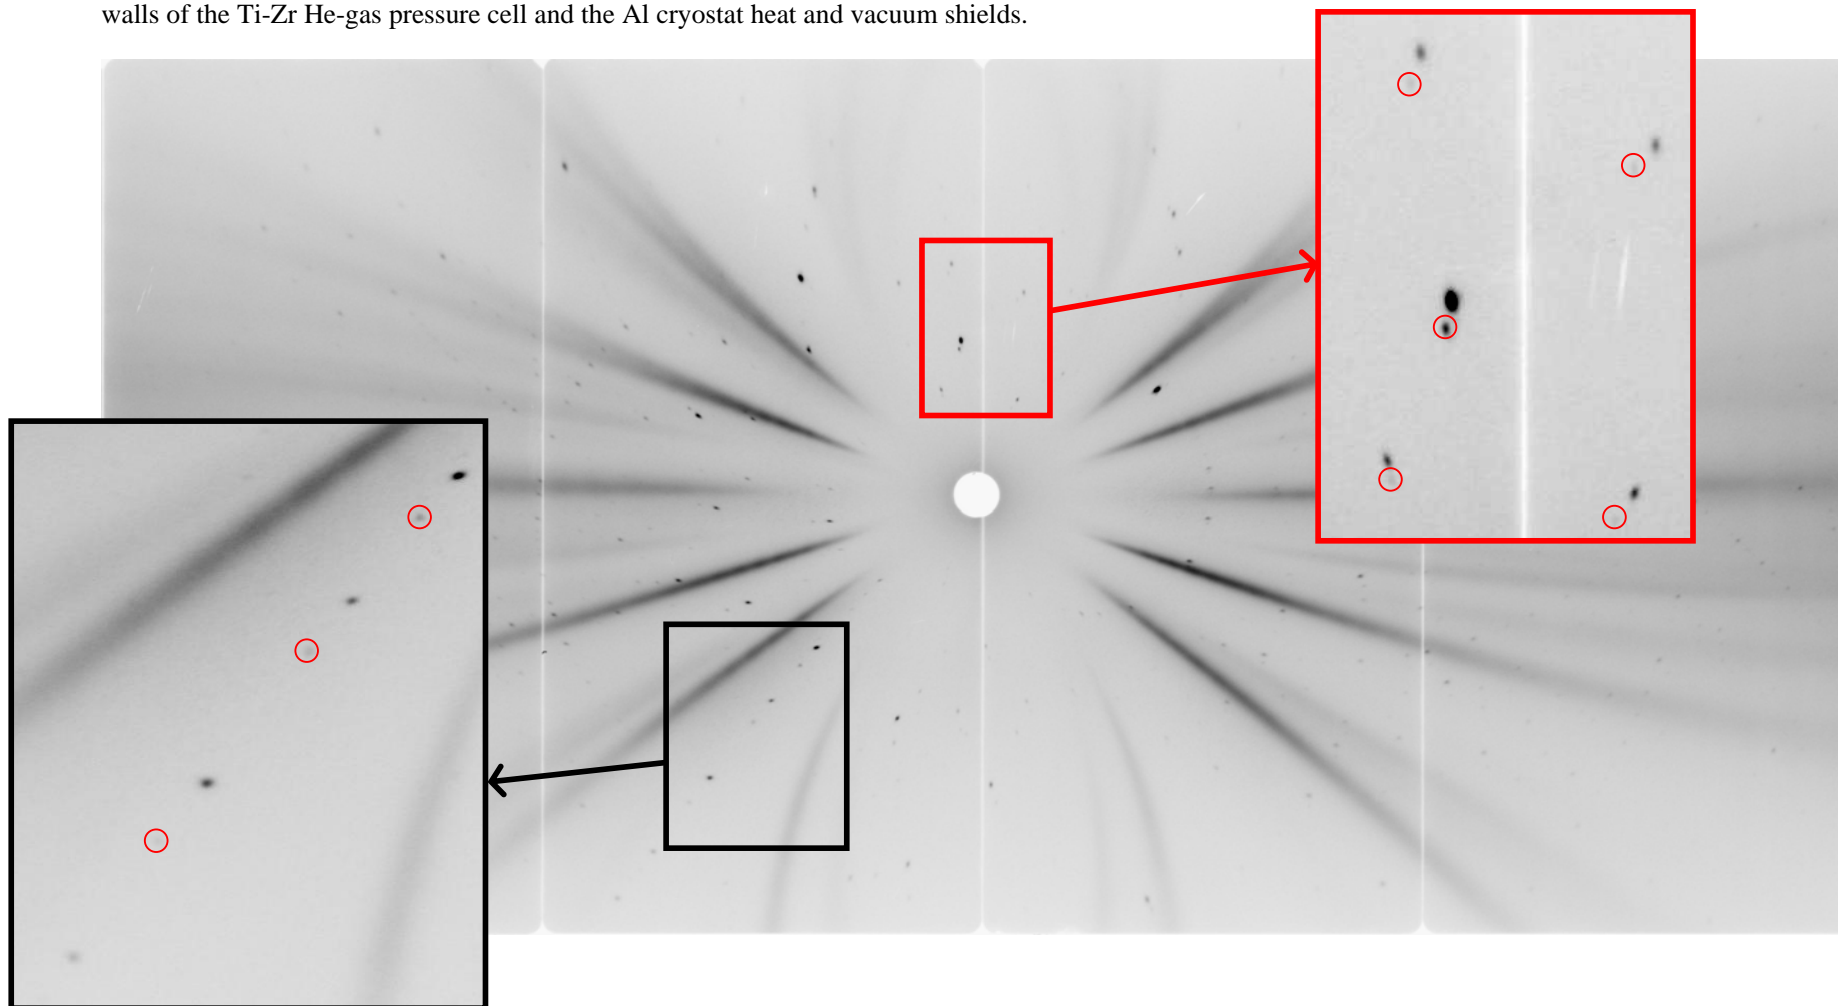 walls of the Ti-Zr He-gas pressure cell and the Al cryostat heat and vacuum shields.